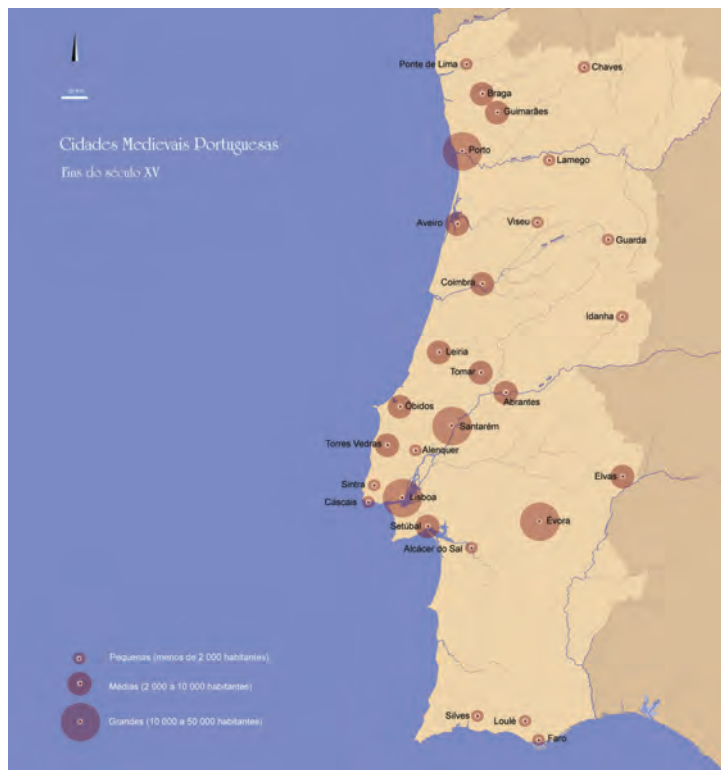 Cidades Medievais Portuguesas
Fins do século XV
Ponte de Lima
Chaves
Braga
Guimarães
Porto
Lamego
Aveiro
Viseu
Guarda
Coimbra
Idanha
Leiria
Tomar
Abrantes
Óbidos
Santarém
Torres Vedras
Alenquer
Elvas
Sintra
Lisboa
Cascais
Évora
Setúbal
Alcácer do Sal
Silves
Loulé
Faro
Pequenas (menos de 2 000 habitantes)
Médias (2 000 a 10 000 habitantes)
Grandes (10 000 a 50 000 habitantes)